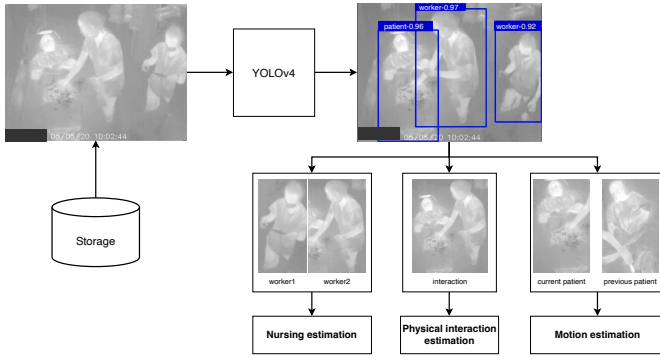 worker-0.97
patient-0.96
worker-0.92
YOLOv4
05/05/20 10:02:44
05/05/20 10:02:44
Storage
worker1
worker2
interaction
current patient
previous patient
Nursing estimation
Physical interaction
estimation
Motion estimation